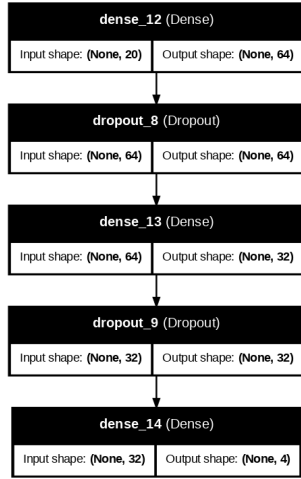 dense_12 (Dense)
Input shape: (None, 20) Output shape: (None, 64)
dropout_8 (Dropout)
Input shape: (None, 64) Output shape: (None, 64)
dense_13 (Dense)
Input shape: (None, 64) Output shape: (None, 32)
dropout_9 (Dropout)
Input shape: (None, 32) Output shape: (None, 32)
dense_14 (Dense)
Input shape: (None, 32) Output shape: (None, 4)